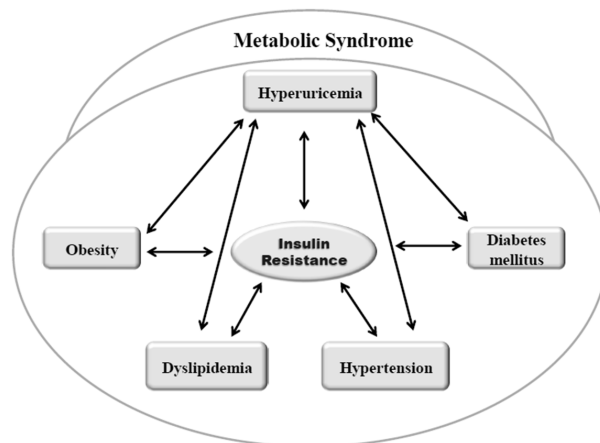 Metabolic Syndrome
Hyperuricemia
Obesity
Insulin
Resistance
Diabetes
mellitus
Dyslipidemia
Hypertension